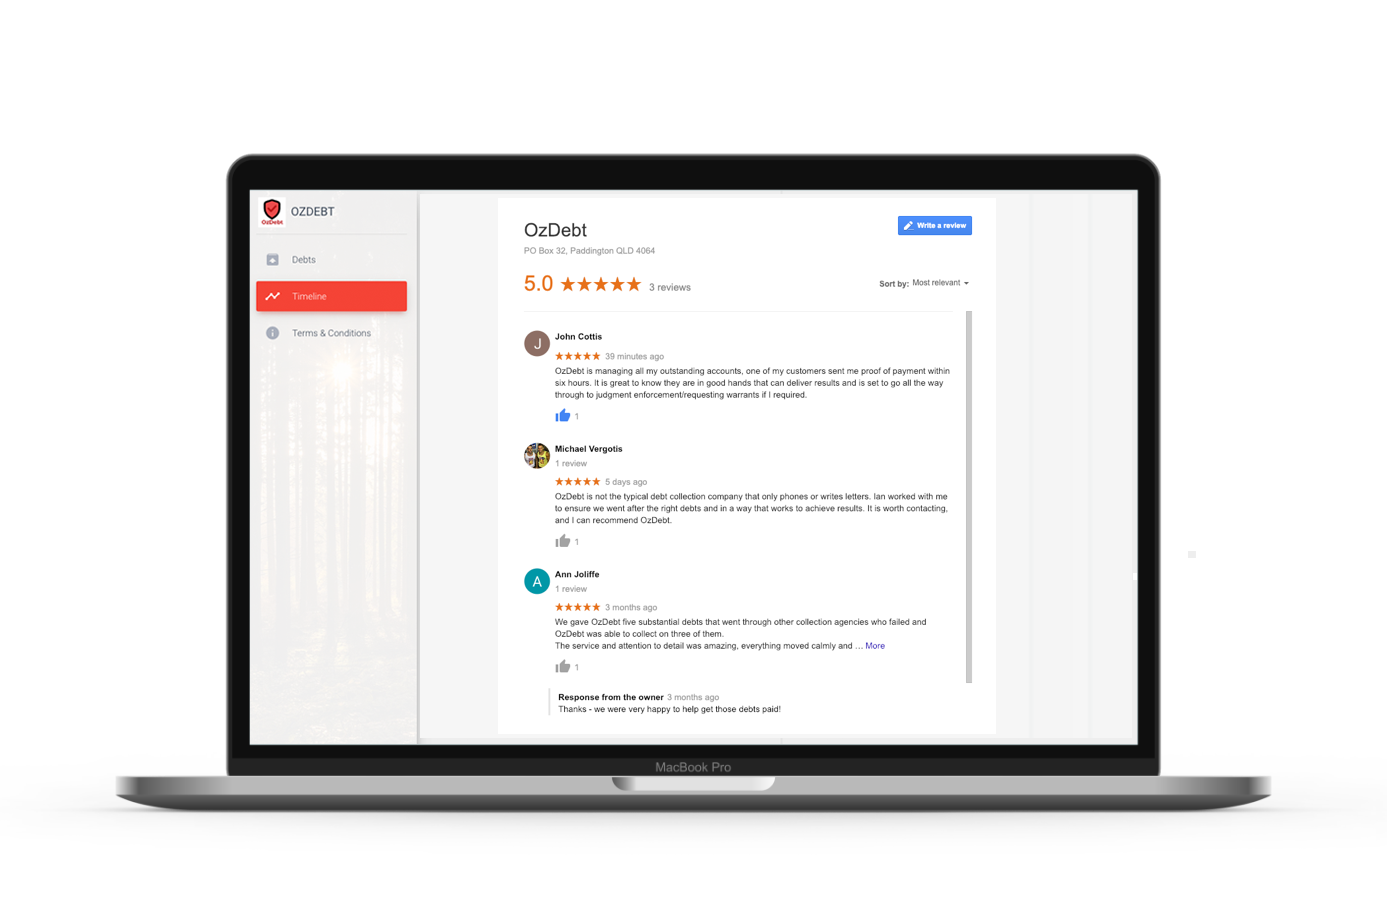 OzDebt
OZDEBT
Debts
Timeline
Terms & Conditions
OzDebt
Write a review
PO Box 32, Paddington QLD 4064
5.0
3 reviews
Sort by: Most relevant
J
John Cottis
39 minutes ago
OzDebt is managing all my outstanding accounts, one of my customers sent me proof of payment within
six hours. It is great to know they are in good hands that can deliver results and is set to go all the way
through to judgment enforcement/requesting warrants if I required.
1
Michael Vergotis
1 review
5 days ago
OzDebt is not the typical debt collection company that only phones or writes letters. Ian worked with me
to ensure we went after the right debts and in a way that works to achieve results. It is worth contacting,
and I can recommend OzDebt.
1
A
Ann Joliffe
1 review
3 months ago
We gave OzDebt five substantial debts that went through other collection agencies who failed and
OzDebt was able to collect on three of them.
The service and attention to detail was amazing, everything moved calmly and … More
1
Response from the owner 3 months ago
Thanks - we were very happy to help get those debts paid!
MacBook Pro